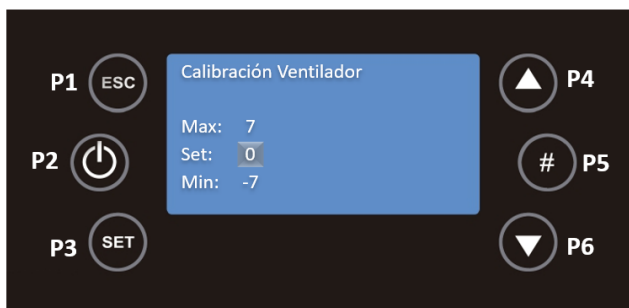 P1 ESC
P2
P3 SET
Calibración Ventilador
Max: 7
Set: 0
Min: -7
P4
# P5
P6